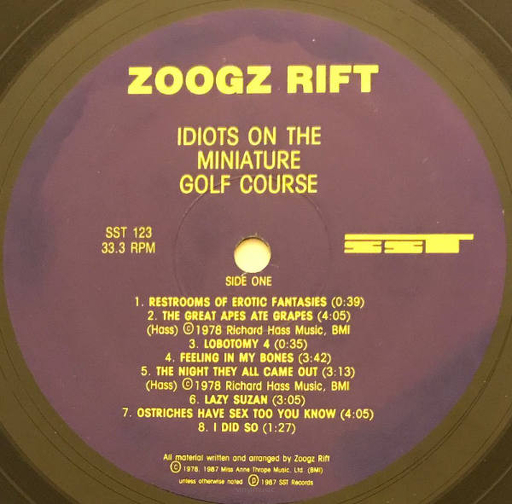 ZOOGZ RIFT
IDIOTS ON THE
MINIATURE
GOLF COURSE
SST 123
33.3 RPM
SST
SIDE ONE
1. RESTROOMS OF EROTIC FANTASIES (0:39)
2. THE GREAT APES ATE GRAPES (4:05)
(Hass) ©1978 Richard Hass Music, BMI
3. LOBOTOMY 4 (0:35)
4. FEELING IN MY BONES (3:42)
5. THE NIGHT THEY ALL CAME OUT (3:13)
(Hass) ©1978 Richard Hass Music, BMI
6. LAZY SUZAN (3:05)
7. OSTRICHES HAVE SEX TOO YOU KNOW (4:05)
8. I DID SO (1:27)
All material written and arranged by Zoogz Rift
©1978, 1987 Miss Anne Thrope Music, Ltd. (BMI)
unless otherwise noted ℗1987 SST Records